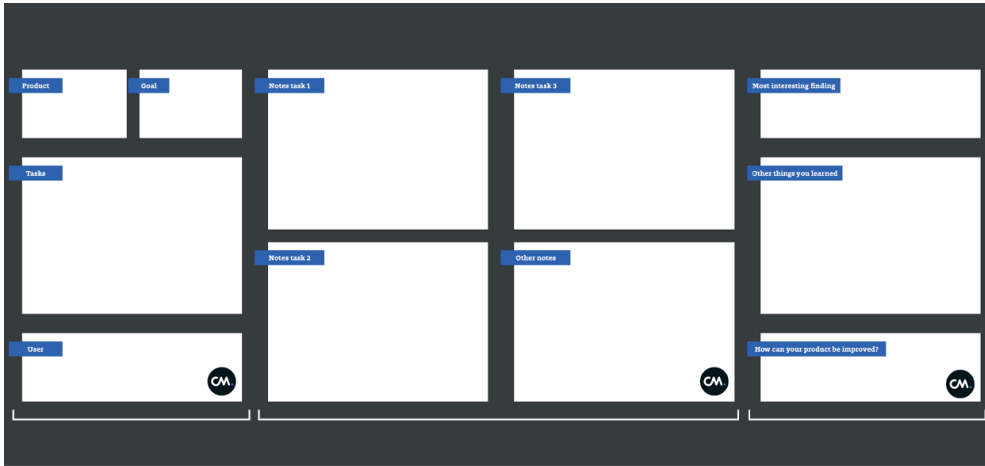 Product
Goal
Tasks
User
CM.
Notes task 1
Notes task 2
Notes task 3
Other notes
CM.
Most interesting finding
Other things you learned
How can your product be improved?
CM.